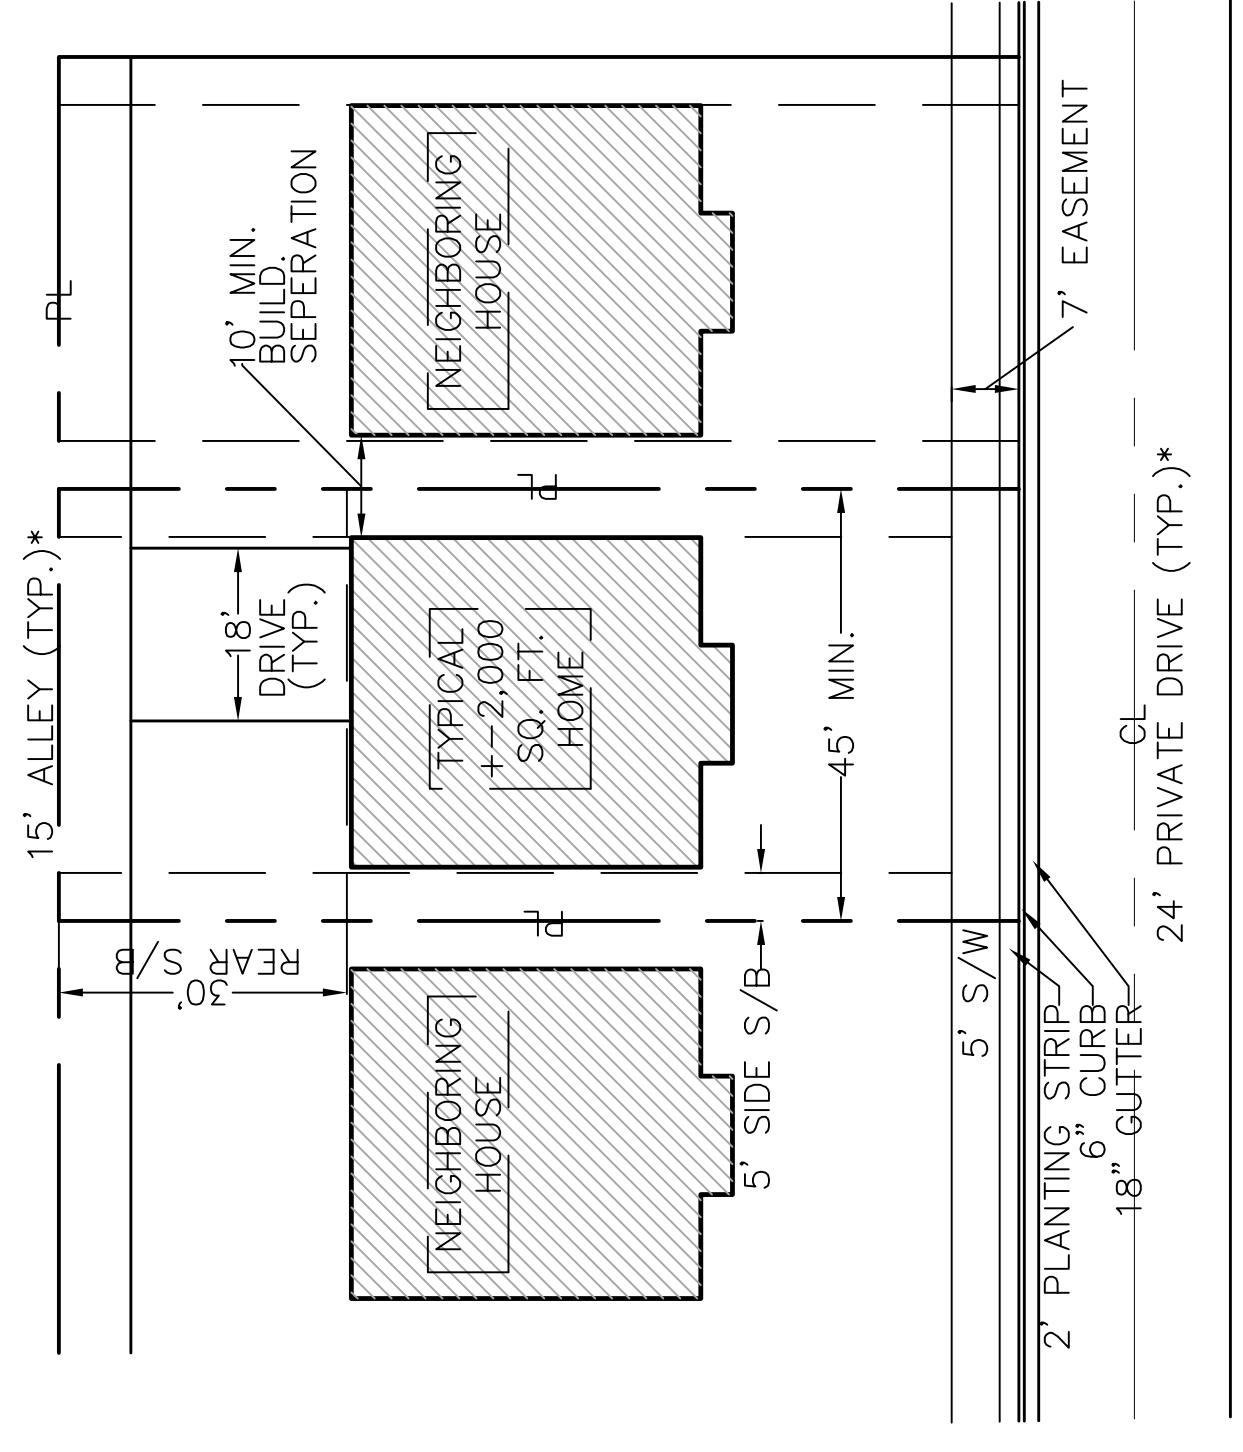 15' ALLEY (TYP.)*
PL
10' MIN.
BUILD.
SEPERATION
18'
DRIVE
(TYP.)
30'
REAR S/B
NEIGHBORING
HOUSE
TYPICAL
+-2,000
SQ. FT.
HOME
NEIGHBORING
HOUSE
PL
PL
5' SIDE S/B
45' MIN.
7' EASEMENT
5' S/W
2' PLANTING STRIP
6" CURB
18" GUTTER
CL
24' PRIVATE DRIVE (TYP.)*